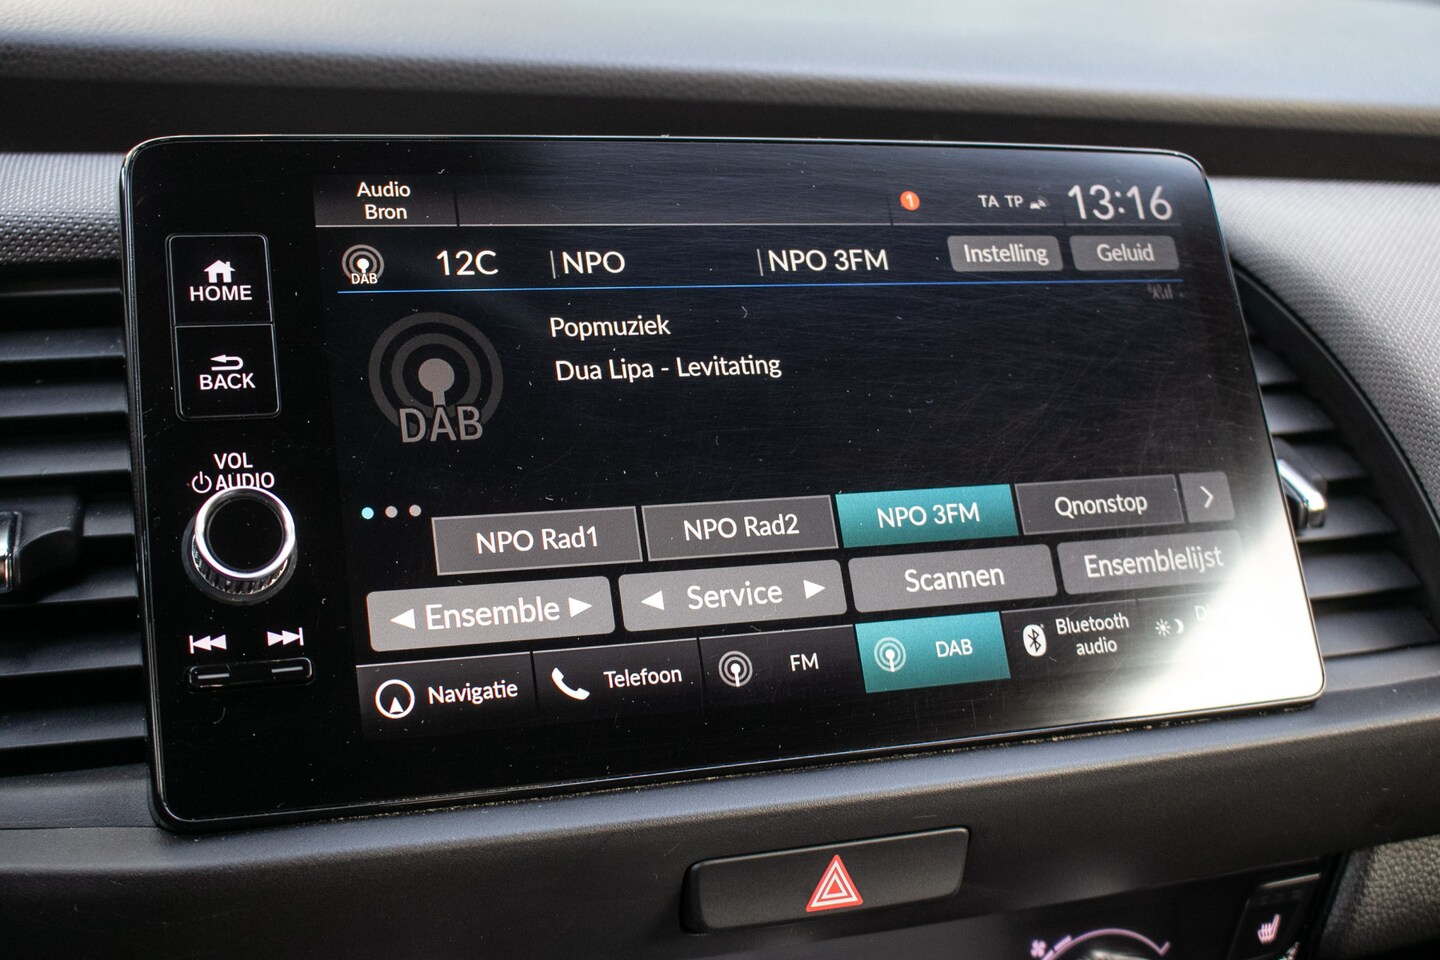 Audio
Bron
1
TA TP
13:16
DAB
12C
NPO
NPO 3FM
Instelling
Geluid
HOME
BACK
Popmuziek
Dua Lipa - Levitating
DAB
VOL
AUDIO
NPO Rad1
NPO Rad2
NPO 3FM
Qnonstop
Ensemble
Service
Scannen
Ensemblelijst
Navigatie
Telefoon
FM
DAB
Bluetooth
audio